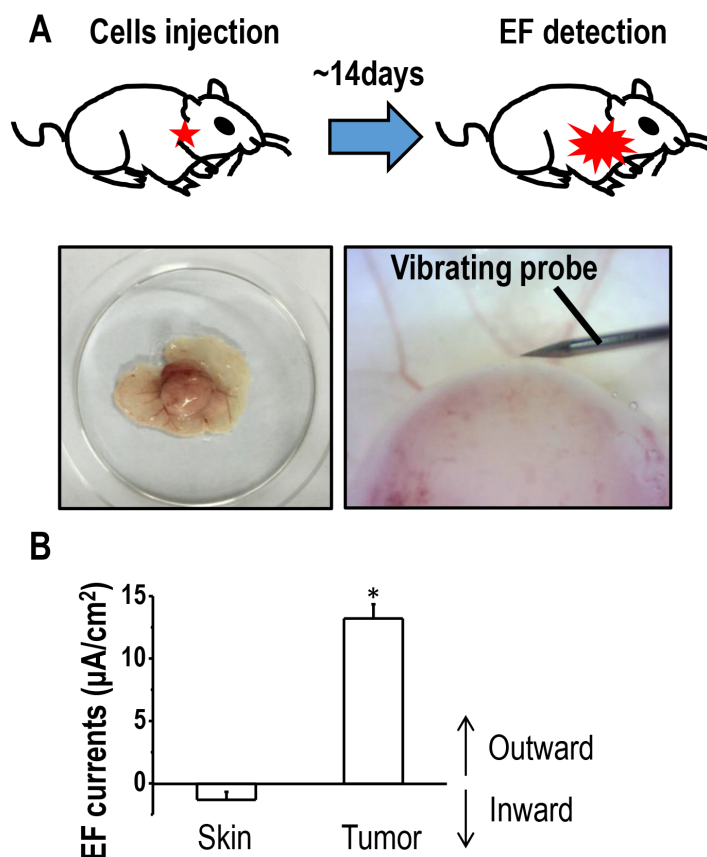 A
Cells injection
EF detection
~14days
Vibrating probe
B
EF currents (µA/cm²)
15
10
5
0
*
Outward
Inward
Skin
Tumor